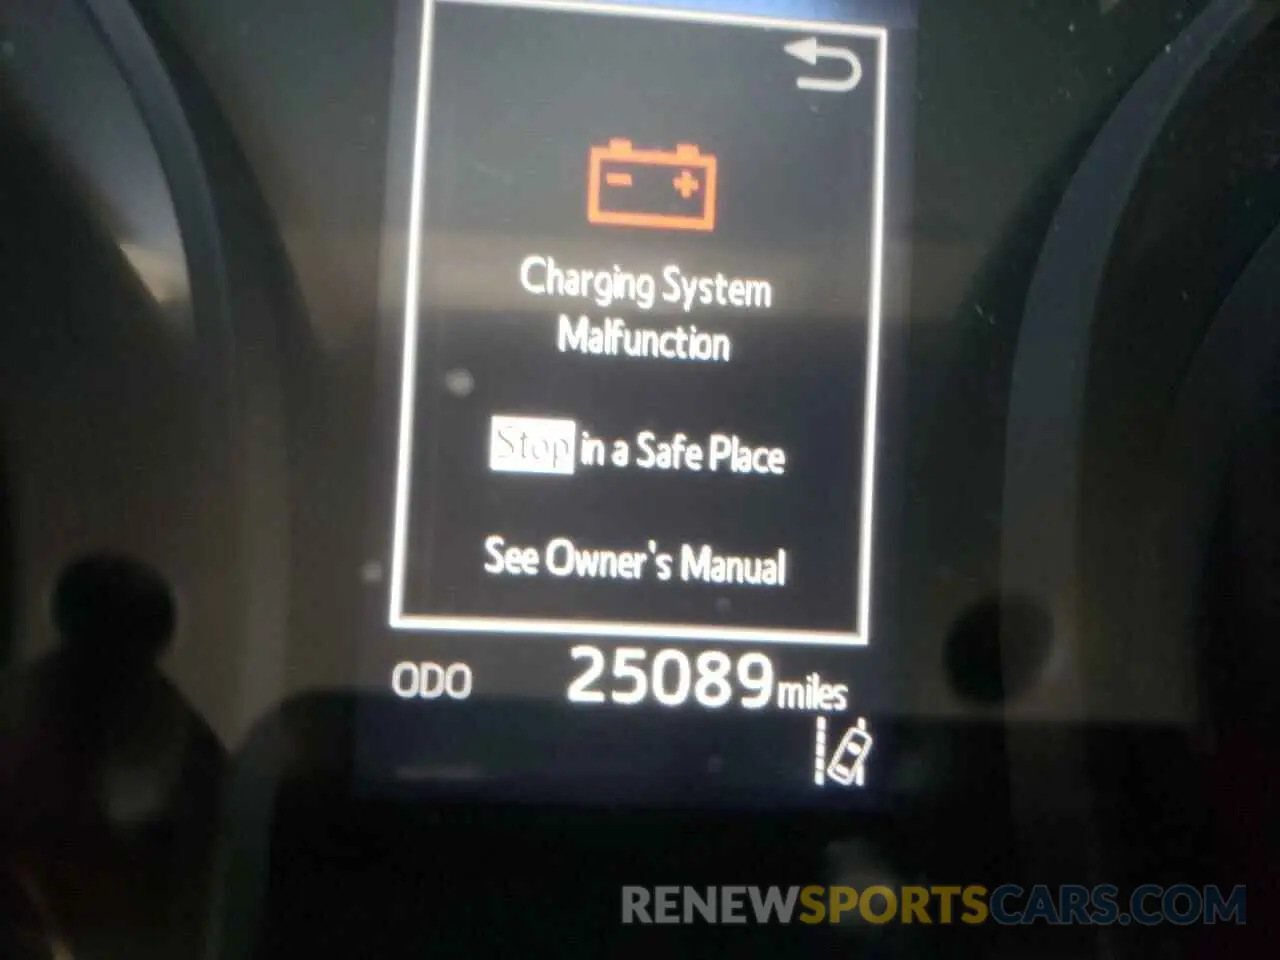 Charging System
Malfunction
Stop in a Safe Place
See Owner's Manual
ODO 25089 miles
RENEWSPORTSCARS.COM